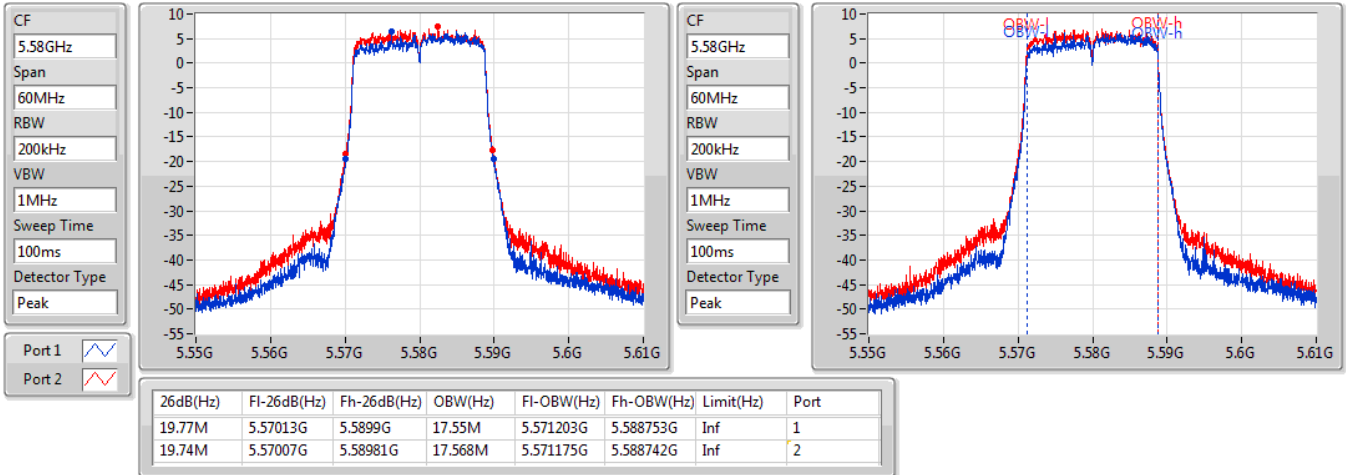 CF
5.58GHz
Span
60MHz
RBW
200kHz
VBW
1MHz
Sweep Time
100ms
Detector Type
Peak
Port 1
Port 2
10
5
0
-5
-10
-15
-20
-25
-30
-35
-40
-45
-50
-55
5.55G 5.56G 5.57G 5.58G 5.59G 5.6G 5.61G
CF
5.58GHz
Span
60MHz
RBW
200kHz
VBW
1MHz
Sweep Time
100ms
Detector Type
Peak
10
5
0
-5
-10
-15
-20
-25
-30
-35
-40
-45
-50
-55
OBW-l OBW-h
OBW-l OBW-h
5.55G 5.56G 5.57G 5.58G 5.59G 5.6G 5.61G
26dB(Hz) Fl-26dB(Hz) Fh-26dB(Hz) OBW(Hz) Fl-OBW(Hz) Fh-OBW(Hz) Limit(Hz) Port
19.77M 5.57013G 5.5899G 17.55M 5.571203G 5.588753G Inf 1
19.74M 5.57007G 5.58981G 17.568M 5.571175G 5.588742G Inf 2